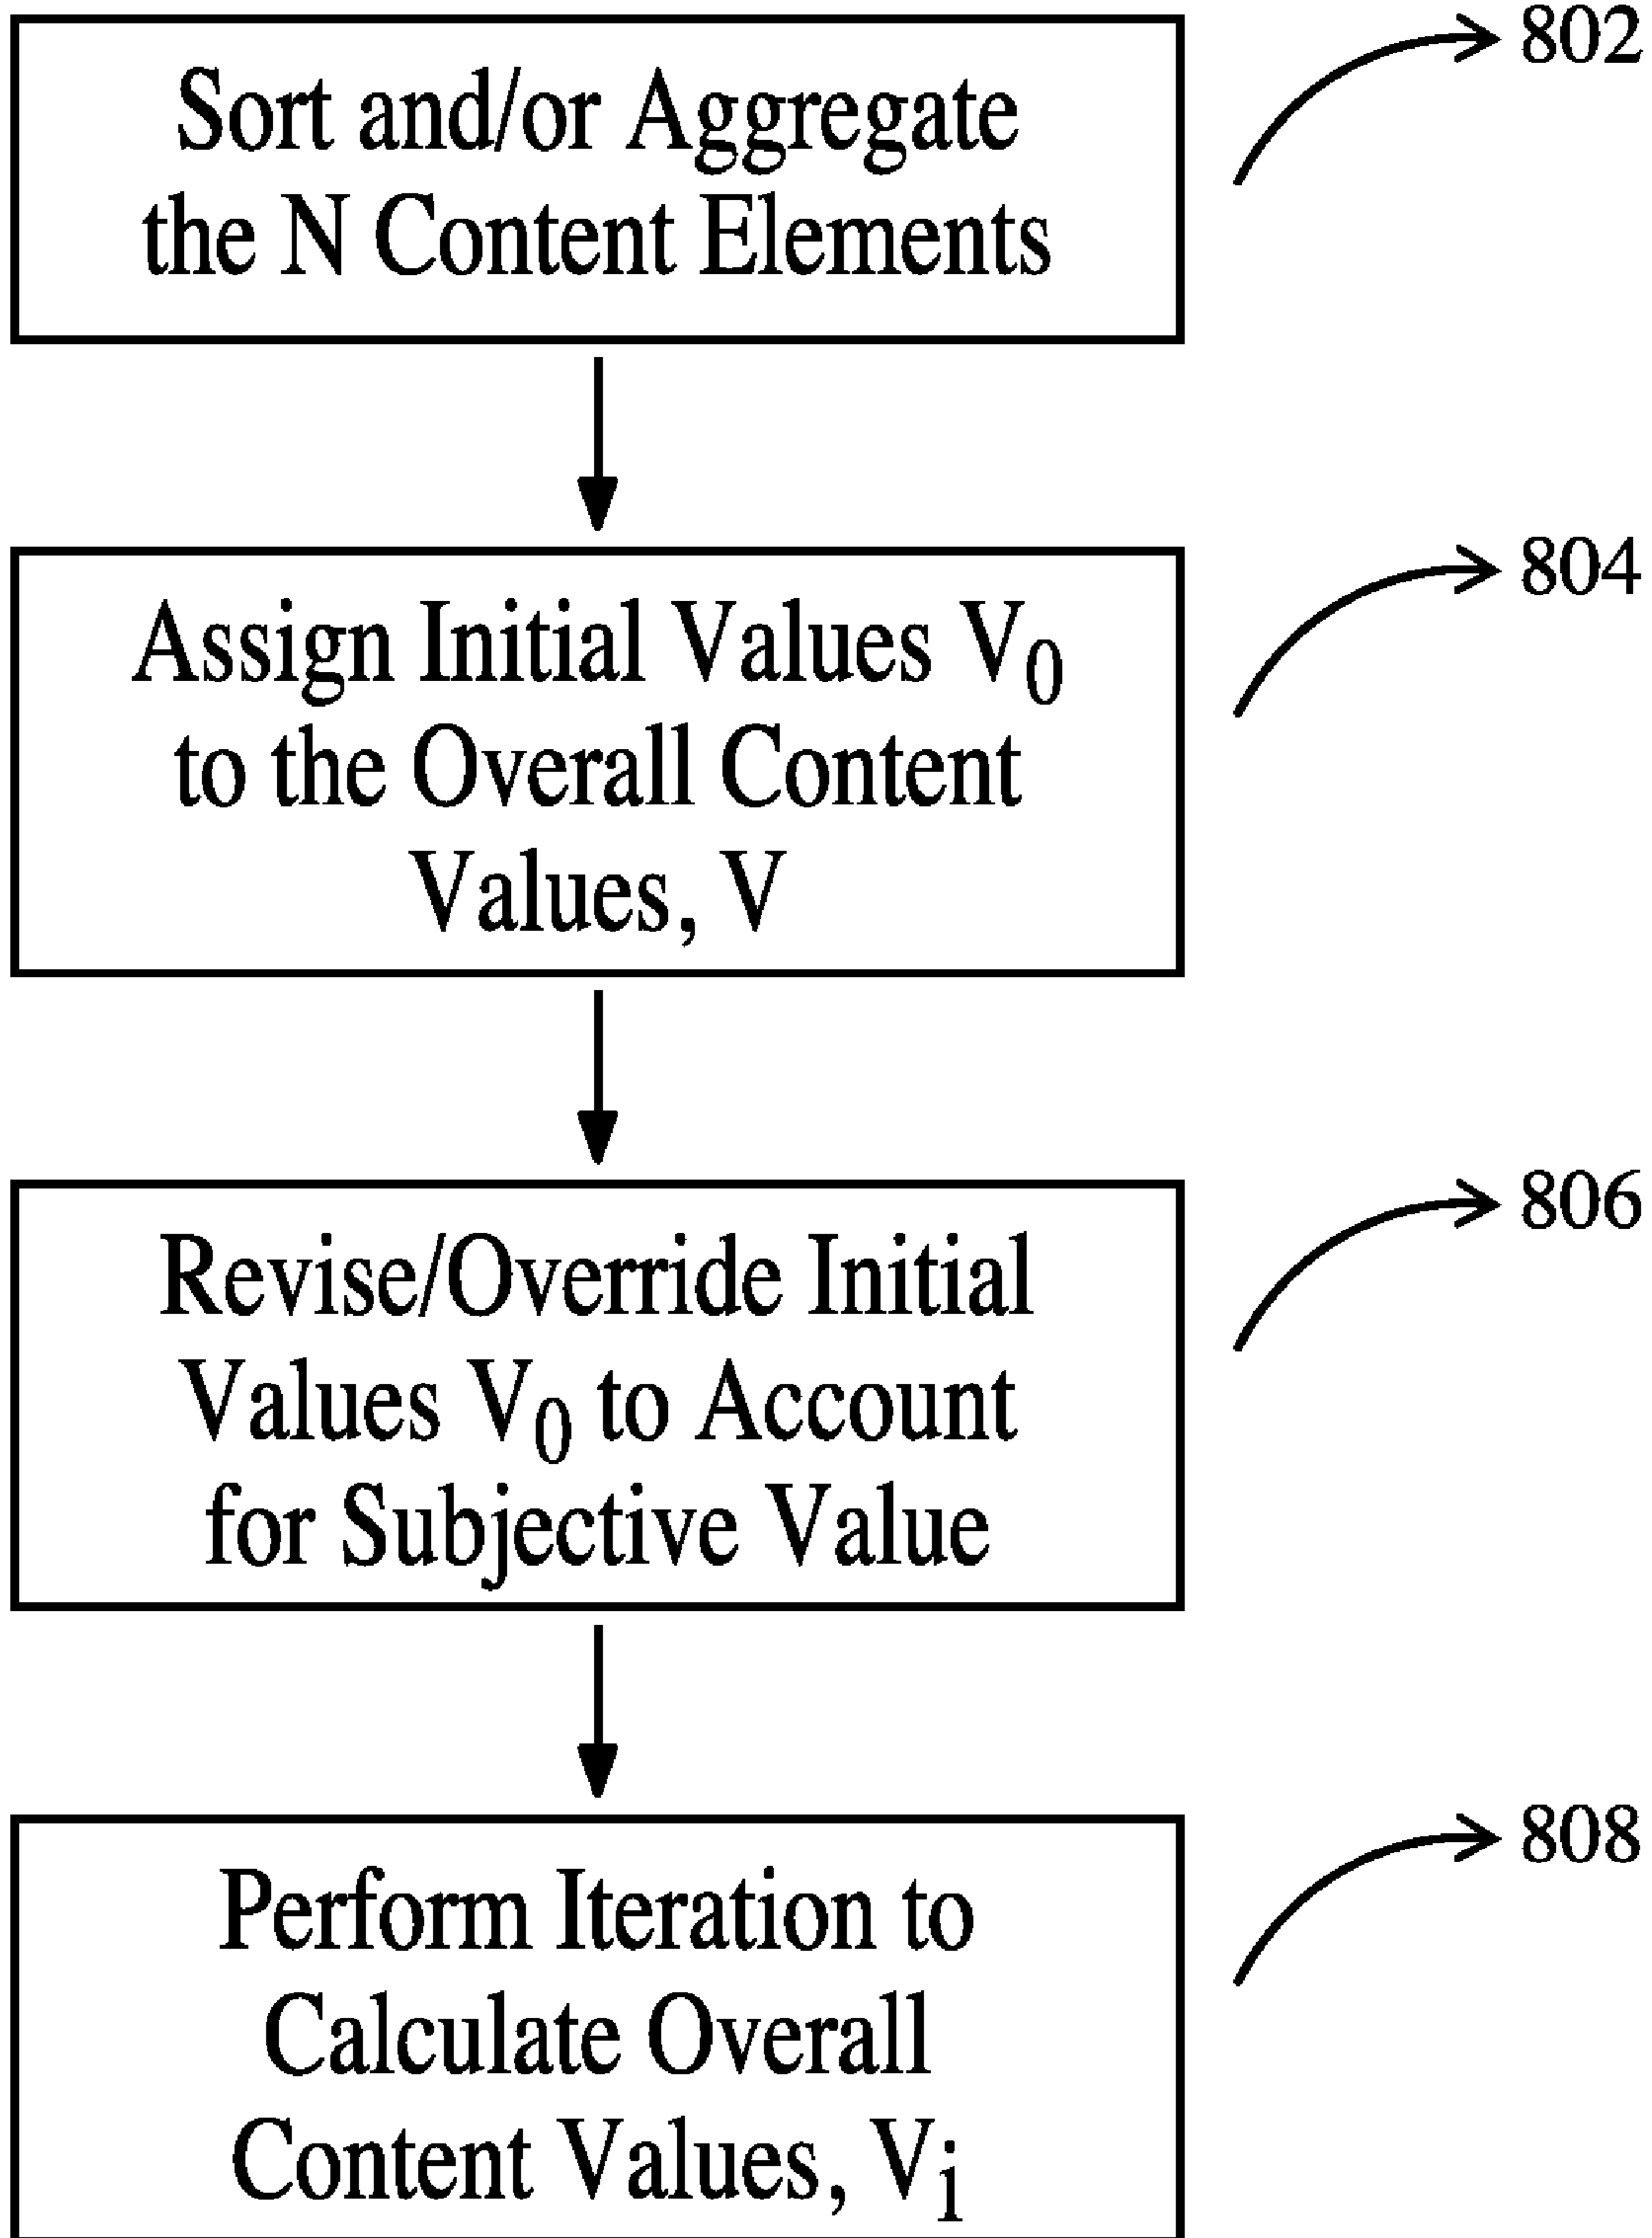 802
Sort and/or Aggregate
the N Content Elements
804
Assign Initial Values V₀
to the Overall Content
Values, V
806
Revise/Override Initial
Values V₀ to Account
for Subjective Value
808
Perform Iteration to
Calculate Overall
Content Values, Vᵢ